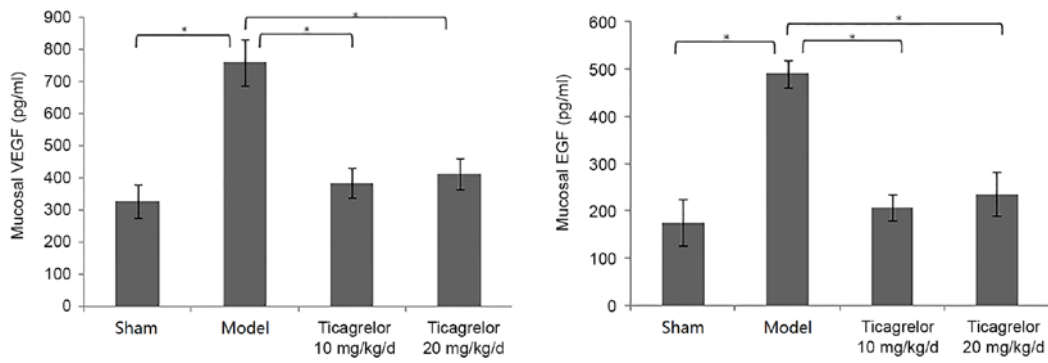 Mucosal VEGF (pg/ml)
900
800
700
600
500
400
300
200
100
0
*
*
*
Sham
Model
Ticagrelor
10 mg/kg/d
Ticagrelor
20 mg/kg/d
Mucosal EGF (pg/ml)
600
500
400
300
200
100
0
*
*
*
Sham
Model
Ticagrelor
10 mg/kg/d
Ticagrelor
20 mg/kg/d